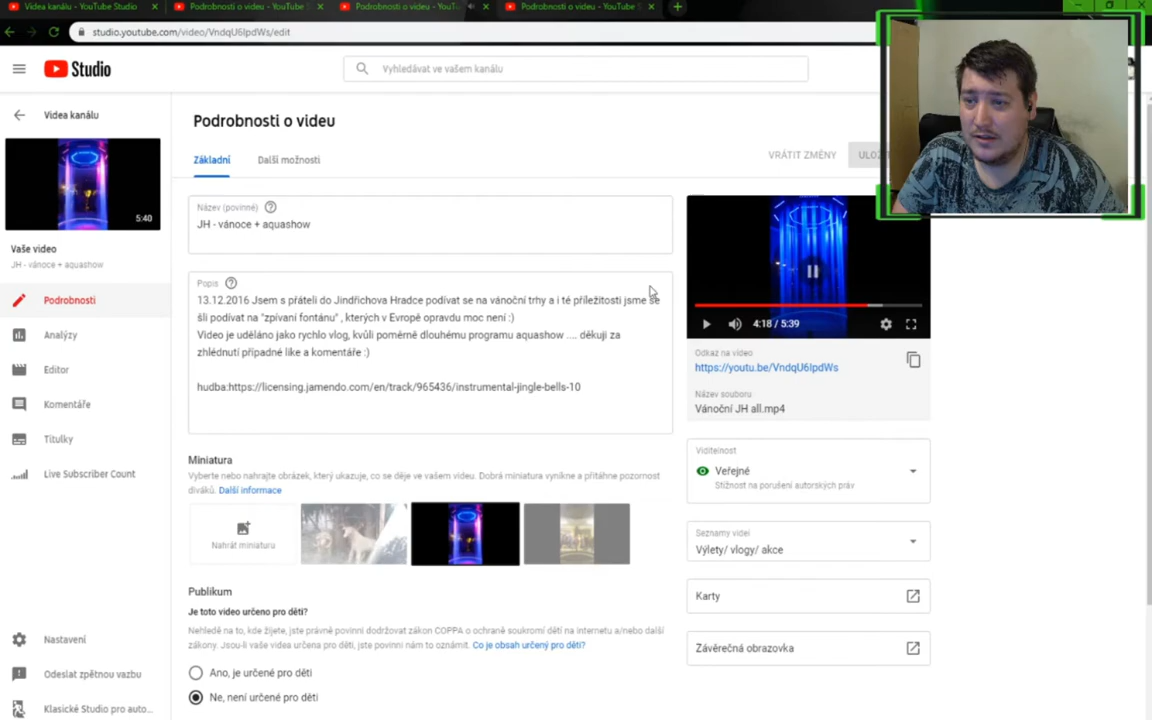 Videa kanálu - YouTube Studio
Podrobnosti o videu - YouTube S
Podrobnosti o videu - YouTu
Podrobnosti o videu - YouTube S
studio.youtube.com/video/VndqU6lpdWs/edit
Studio
Vyhledávat ve vašem kanálu
Videa kanálu
Podrobnosti o videu
Základní
Další možnosti
VRÁTIT ZMĚNY
5:40
Název (povinné)
JH - vánoce + aquashow
Vaše video
JH - vánoce + aquashow
Popis
13.12.2016 Jsem s přáteli do Jindřichova Hradce podívat se na vánoční trhy a i té příležitosti jsme se
šli podívat na "zpívaní fontánu" , kterých v Evropě opravdu moc není :)
Video je uděláno jako rychlo vlog, kvůli poměrně dlouhému programu aquashow .... děkuji za
zhlédnutí případné like a komentáře :)
hudba:https://licensing.jamendo.com/en/track/965436/instrumental-jingle-bells-10
4:18 / 5:39
Odkaz na video
https://youtu.be/VndqU6lpdWs
Název souboru
Vánoční JH all.mp4
Podrobnosti
Analýzy
Editor
Komentáře
Titulky
Live Subscriber Count
Viditelnost
Veřejné
Stížnost na porušení autorských práv
Miniatura
Vyberte nebo nahrajte obrázek, který ukazuje, co se děje ve vašem videu. Dobrá miniatura vynikne a přitáhne pozornost
diváků. Další informace
Nahrát miniaturu
Seznamy videí
Výlety/ vlogy/ akce
Karty
Závěrečná obrazovka
Publikum
Je toto video určeno pro děti?
Nehledě na to, kde žijete, jste právně povinni dodržovat zákon COPPA o ochraně soukromí dětí na internetu a/nebo další
zákony. Jsou-li vaše videa určena pro děti, jste povinni nám to oznámit. Co je obsah určený pro děti?
Ano, je určené pro děti
Ne, není určené pro děti
Nastavení
Odeslat zpětnou vazbu
Klasické Studio pro auto...